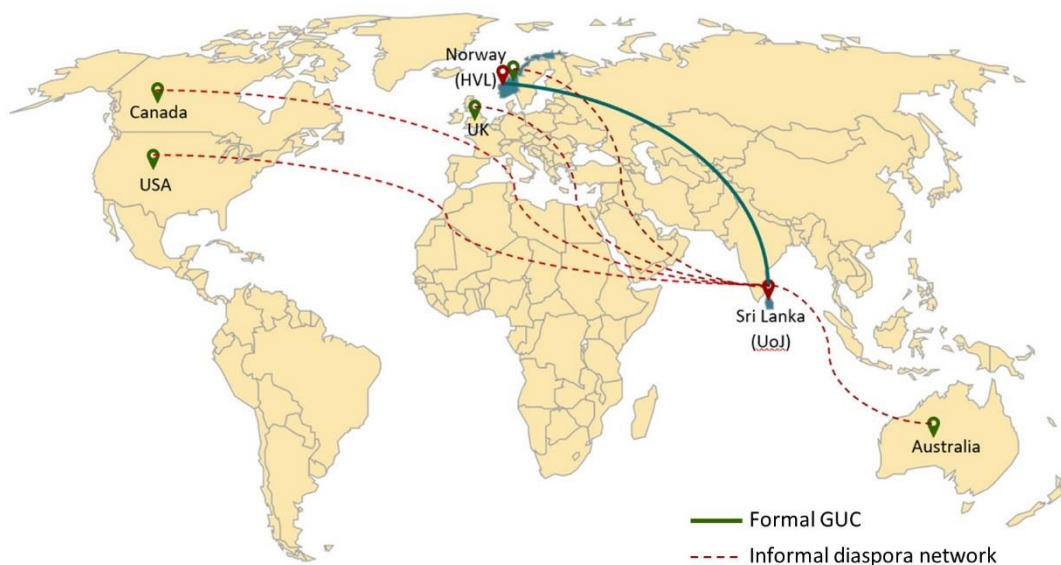 Norway
(HVL)
Canada
UK
USA
Sri Lanka
(UoJ)
Australia
Formal GUC
Informal diaspora network